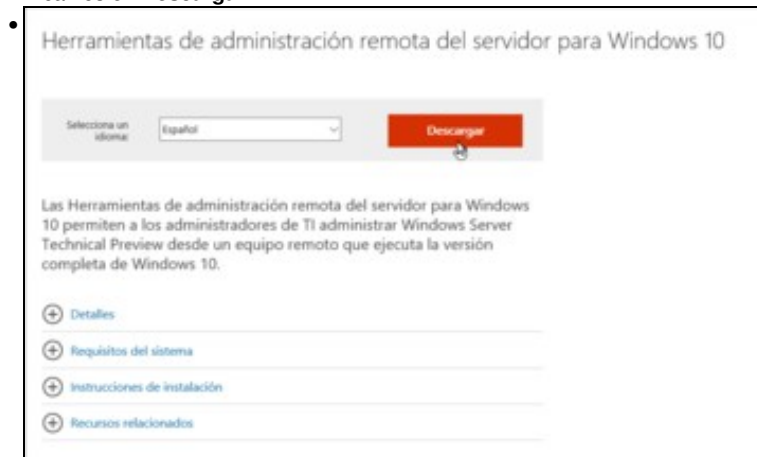 Herramientas de administración remota del servidor para Windows 10
Selecciona un
idioma:
Español
Descargar
Las Herramientas de administración remota del servidor para Windows
10 permiten a los administradores de TI administrar Windows Server
Technical Preview desde un equipo remoto que ejecuta la versión
completa de Windows 10.
Detalles
Requisitos del sistema
Instrucciones de instalación
Recursos relacionados